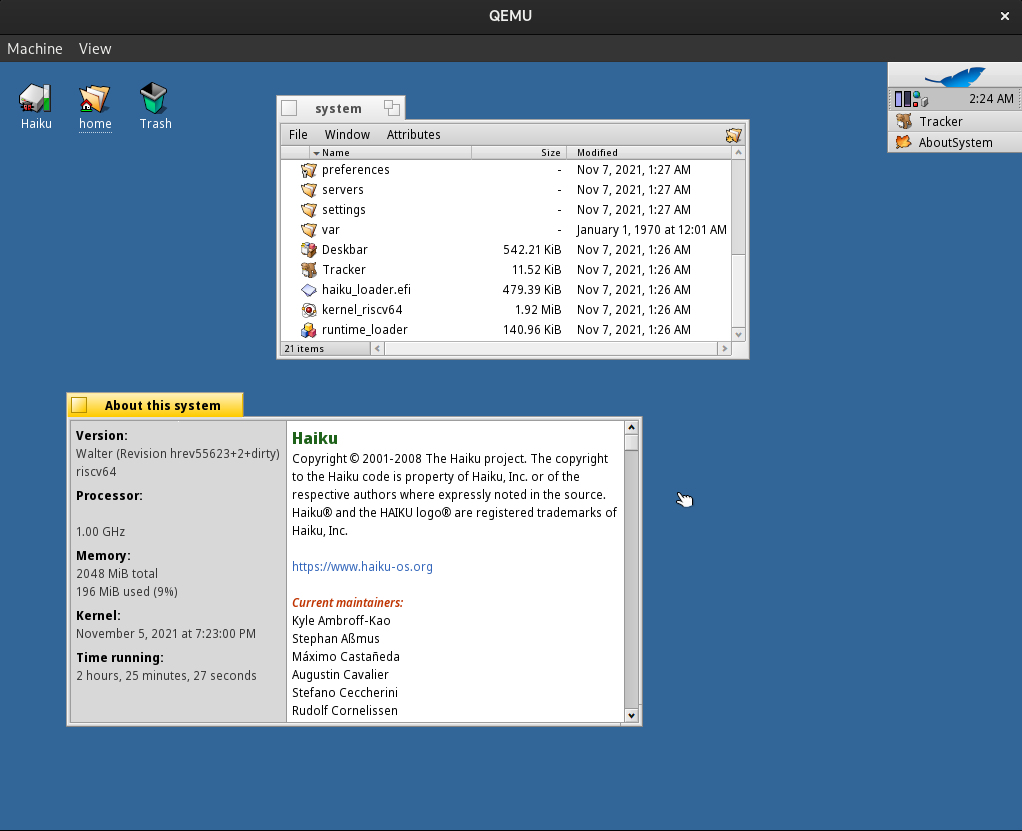 QEMU
Machine View
Haiku
home
Trash
2:24 AM
Tracker
AboutSystem
system
File Window Attributes
Name Size Modified
preferences - Nov 7, 2021, 1:27 AM
servers - Nov 7, 2021, 1:27 AM
settings - Nov 7, 2021, 1:27 AM
var - January 1, 1970 at 12:01 AM
Deskbar 542.21 KiB Nov 7, 2021, 1:26 AM
Tracker 11.52 KiB Nov 7, 2021, 1:26 AM
haiku_loader.efi 479.39 KiB Nov 7, 2021, 1:26 AM
kernel_riscv64 1.92 MiB Nov 7, 2021, 1:26 AM
runtime_loader 140.96 KiB Nov 7, 2021, 1:26 AM
21 items
About this system
Version:
Walter (Revision hrev55623+2+dirty)
riscv64
Processor:
1.00 GHz
Memory:
2048 MiB total
196 MiB used (9%)
Kernel:
November 5, 2021 at 7:23:00 PM
Time running:
2 hours, 25 minutes, 27 seconds
Haiku
Copyright © 2001-2008 The Haiku project. The copyright
to the Haiku code is property of Haiku, Inc. or of the
respective authors where expressly noted in the source.
Haiku® and the HAIKU logo® are registered trademarks of
Haiku, Inc.
https://www.haiku-os.org
Current maintainers:
Kyle Ambroff-Kao
Stephan Aßmus
Máximo Castañeda
Augustin Cavalier
Stefano Ceccherini
Rudolf Cornelissen